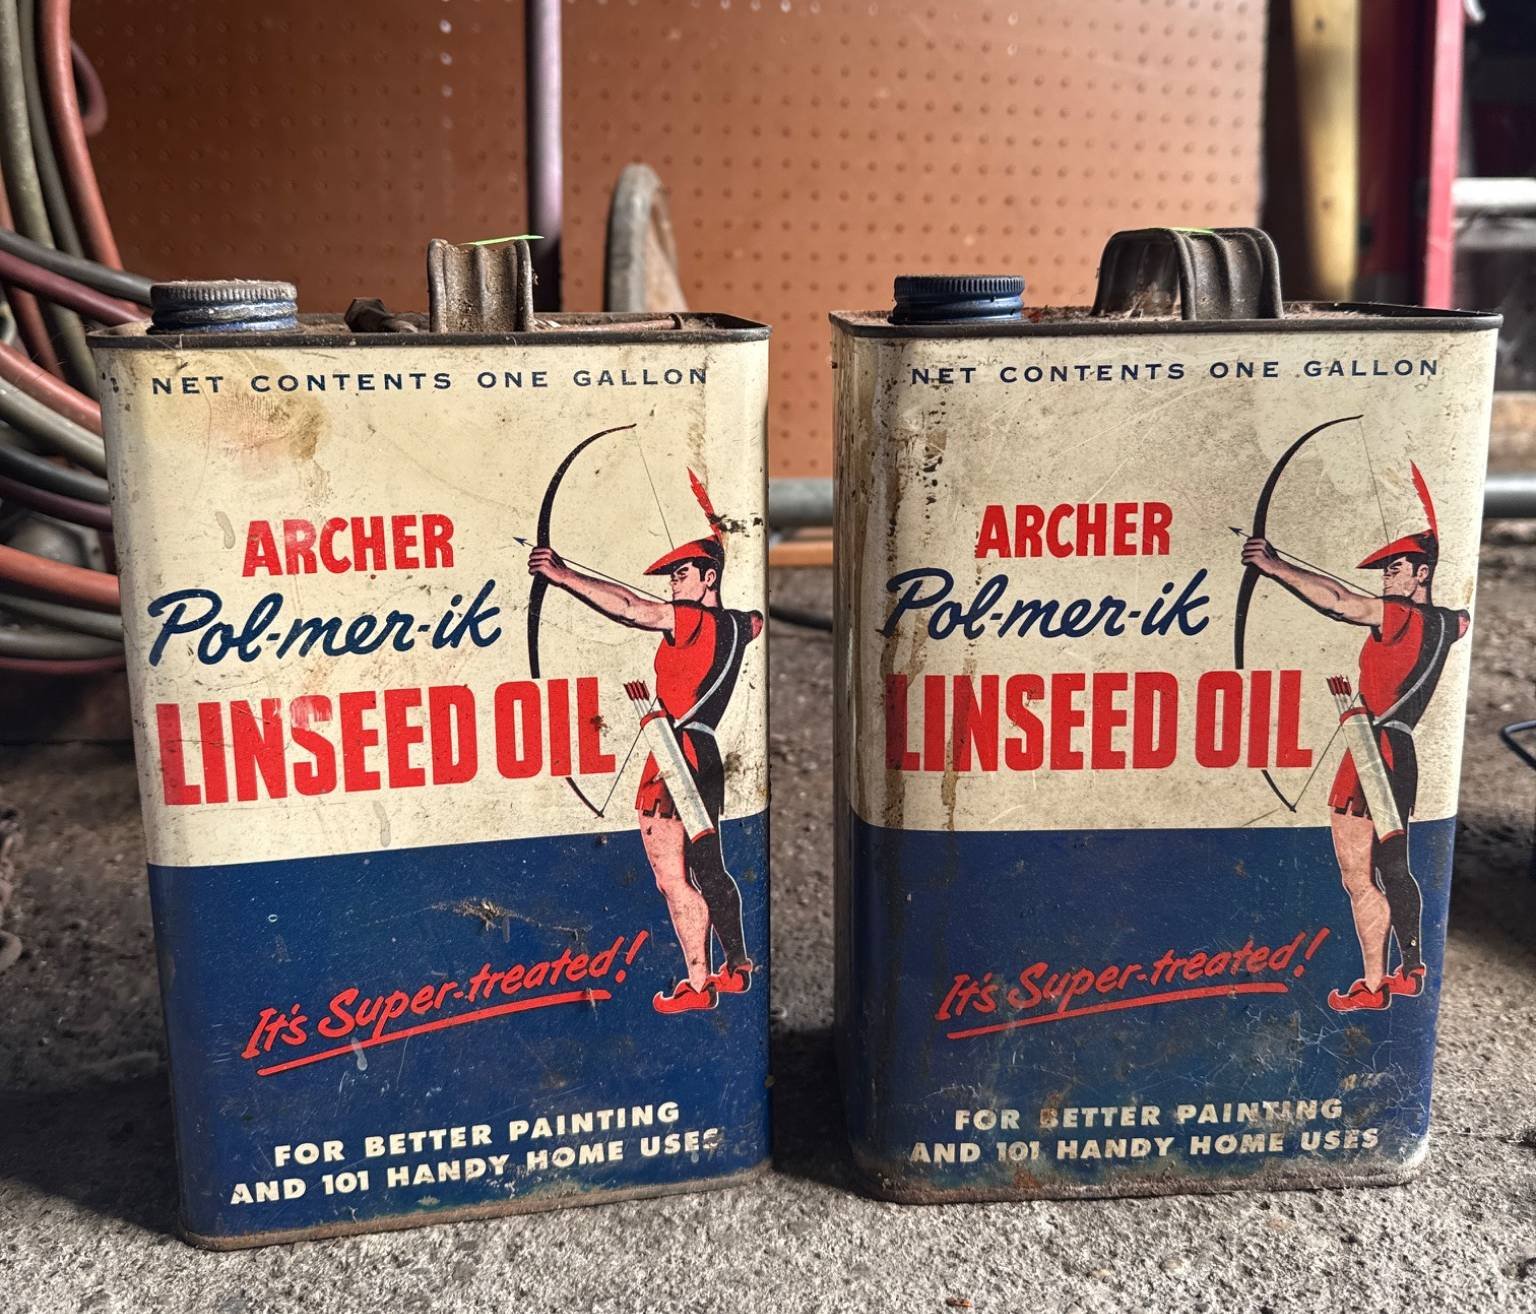 NET CONTENTS ONE GALLON
ARCHER
Pol-mer-ik
LINSEED OIL
It's Super-treated!
FOR BETTER PAINTING
AND 101 HANDY HOME USES
NET CONTENTS ONE GALLON
ARCHER
Pol-mer-ik
LINSEED OIL
It's Super-treated!
FOR BETTER PAINTING
AND 101 HANDY HOME USES